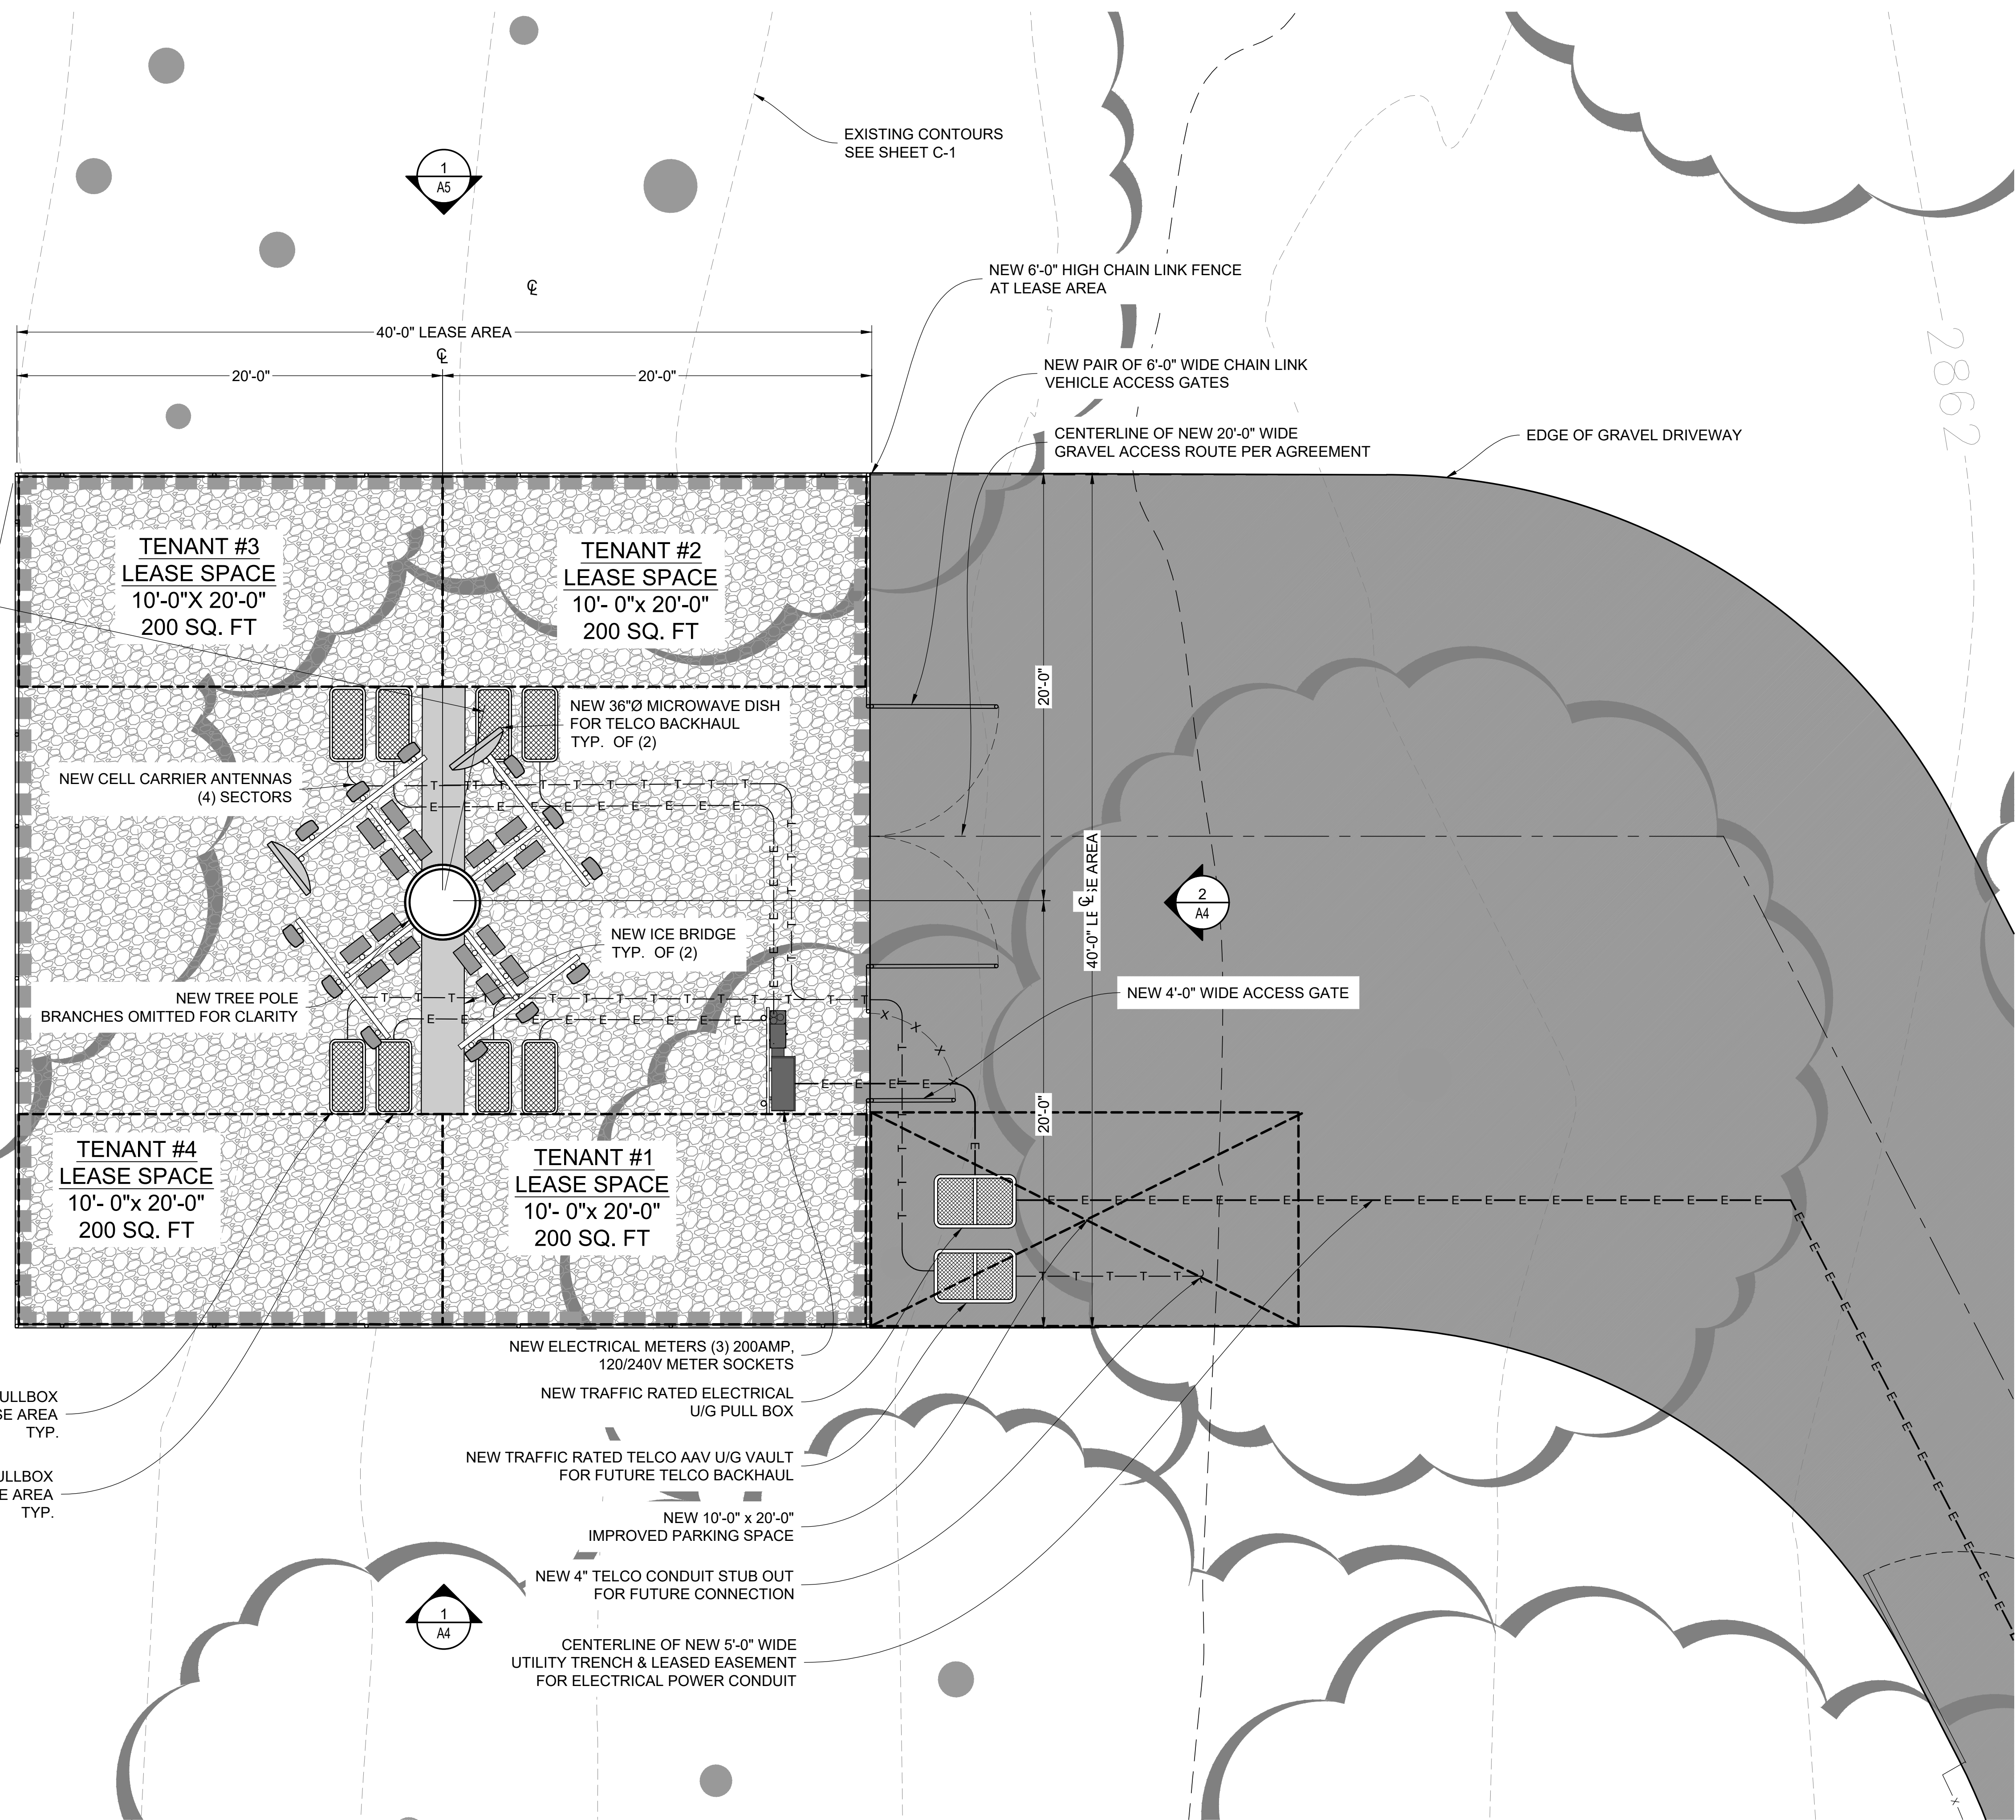 EXISTING CONTOURS
SEE SHEET C-1
1
A5
NEW 6'-0" HIGH CHAIN LINK FENCE
AT LEASE AREA
℄
40'-0" LEASE AREA
℄
20'-0"
20'-0"
NEW PAIR OF 6'-0" WIDE CHAIN LINK
VEHICLE ACCESS GATES
2862
CENTERLINE OF NEW 20'-0" WIDE
GRAVEL ACCESS ROUTE PER AGREEMENT
EDGE OF GRAVEL DRIVEWAY
TENANT #3
LEASE SPACE
10'-0"X 20'-0"
200 SQ. FT
TENANT #2
LEASE SPACE
10'- 0"x 20'-0"
200 SQ. FT
20'-0"
NEW 36"Ø MICROWAVE DISH
FOR TELCO BACKHAUL
TYP. OF (2)
NEW CELL CARRIER ANTENNAS
(4) SECTORS
40'-0" LEASE AREA
℄
2
A4
NEW ICE BRIDGE
TYP. OF (2)
NEW TREE POLE
BRANCHES OMITTED FOR CLARITY
NEW 4'-0" WIDE ACCESS GATE
20'-0"
TENANT #4
LEASE SPACE
10'- 0"x 20'-0"
200 SQ. FT
TENANT #1
LEASE SPACE
10'- 0"x 20'-0"
200 SQ. FT
NEW ELECTRICAL METERS (3) 200AMP,
120/240V METER SOCKETS
NEW TRAFFIC RATED ELECTRICAL
U/G PULL BOX
ULLBOX
SE AREA
TYP.
NEW TRAFFIC RATED TELCO AAV U/G VAULT
FOR FUTURE TELCO BACKHAUL
ULLBOX
E AREA
TYP.
NEW 10'-0" x 20'-0"
IMPROVED PARKING SPACE
NEW 4" TELCO CONDUIT STUB OUT
FOR FUTURE CONNECTION
1
A4
CENTERLINE OF NEW 5'-0" WIDE
UTILITY TRENCH & LEASED EASEMENT
FOR ELECTRICAL POWER CONDUIT